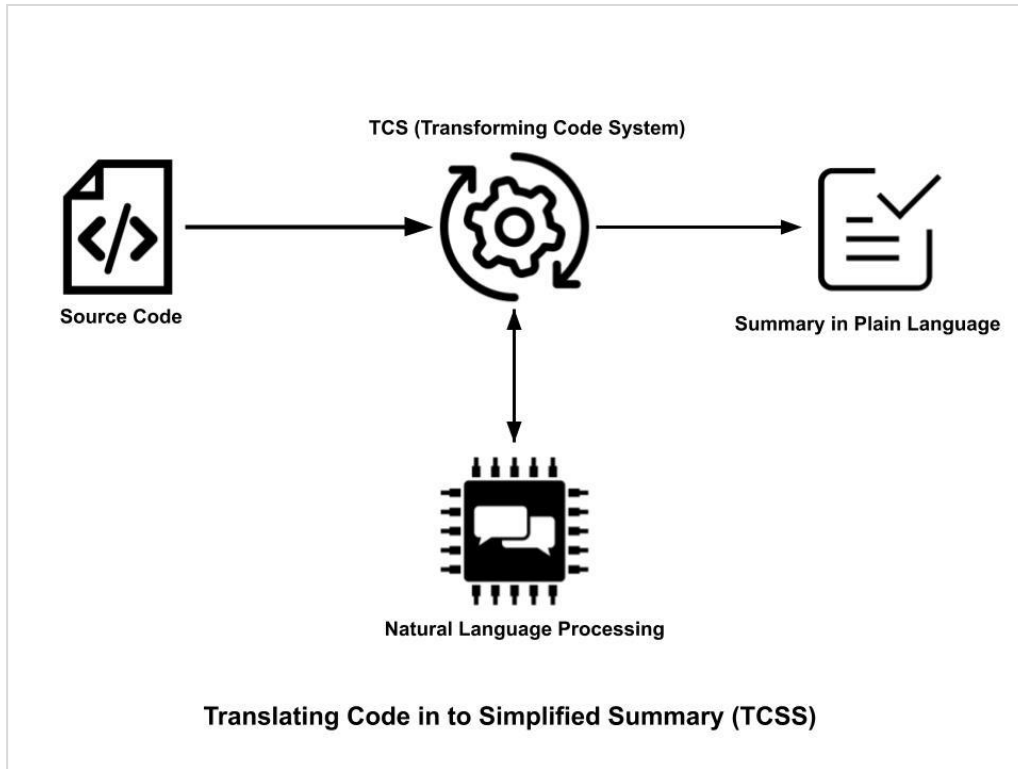 TCS (Transforming Code System)
</>
Source Code
Summary in Plain Language
Natural Language Processing
Translating Code in to Simplified Summary (TCSS)